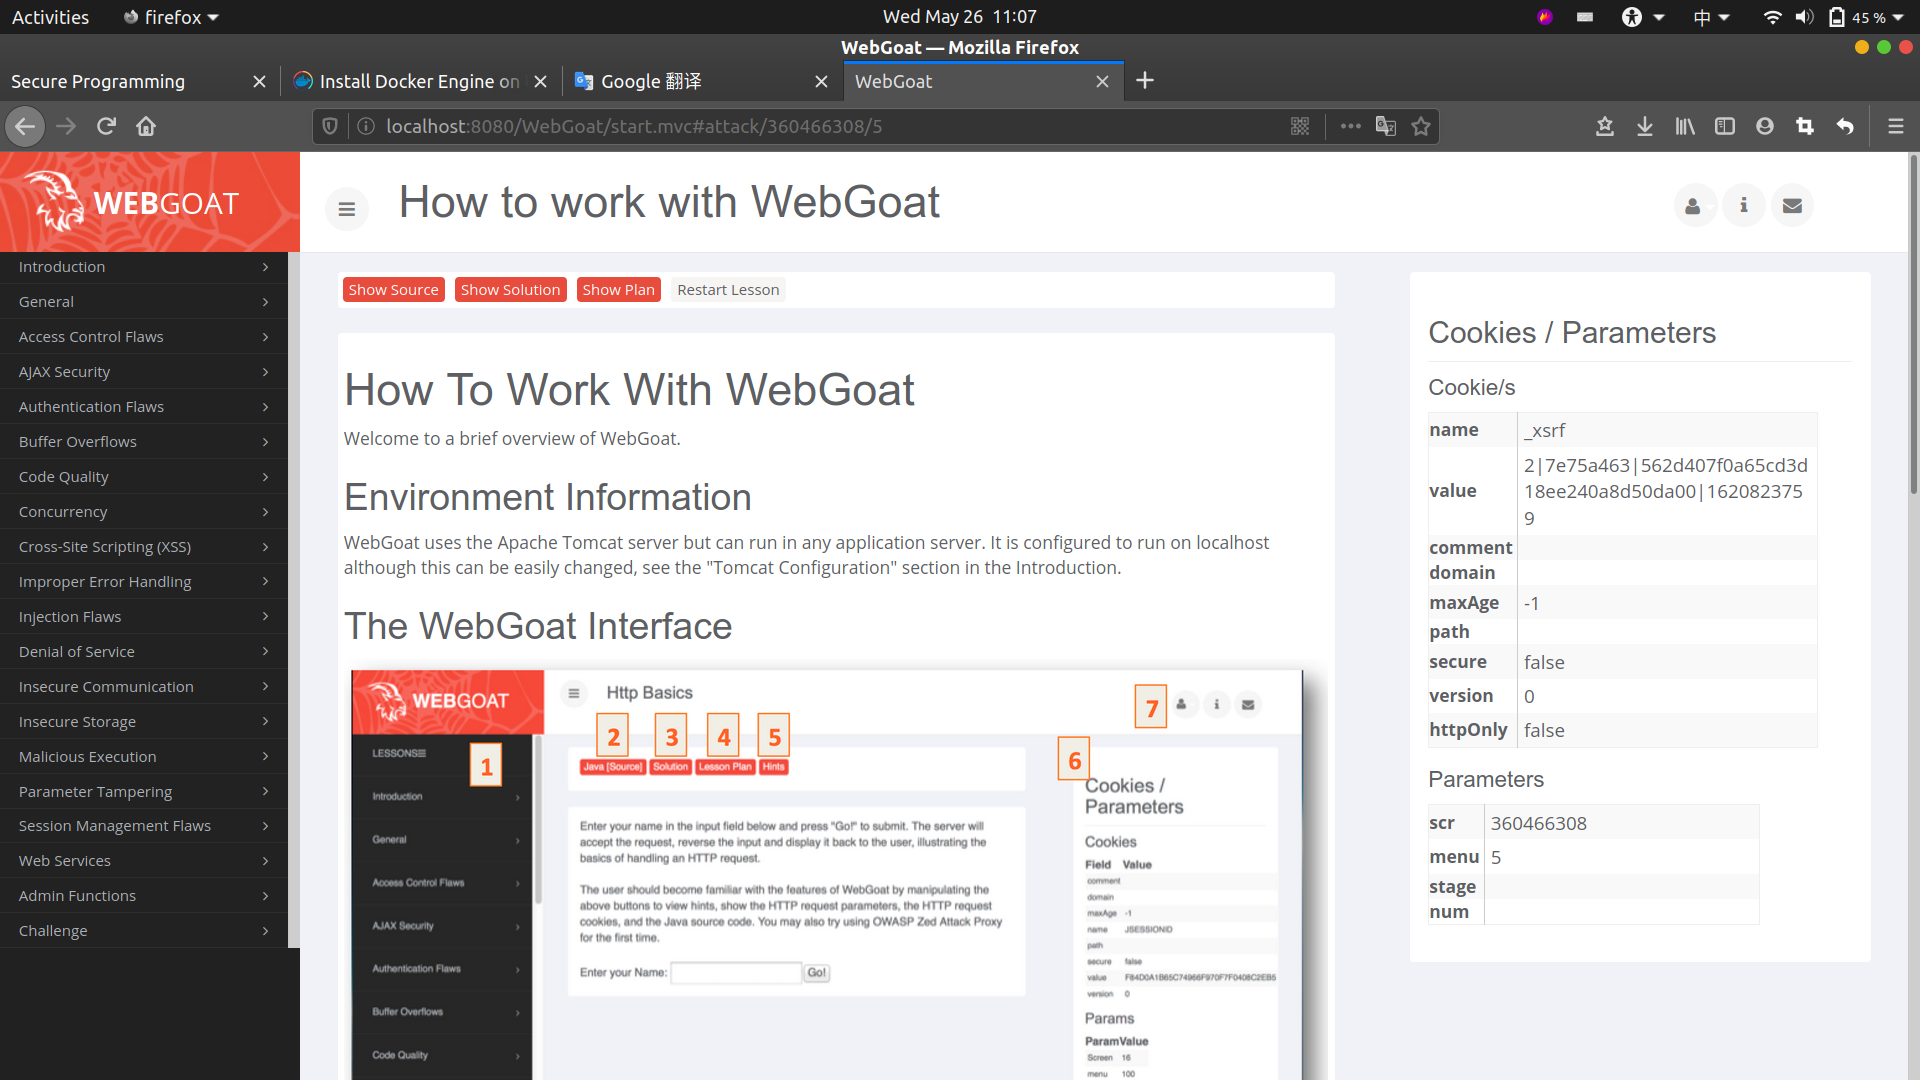 Activities
firefox
Wed May 26 11:07
中
45 %
WebGoat — Mozilla Firefox
Secure Programming
Install Docker Engine on
Google 翻译
WebGoat
localhost:8080/WebGoat/start.mvc#attack/360466308/5
WEBGOAT
How to work with WebGoat
Introduction
General
Access Control Flaws
AJAX Security
Authentication Flaws
Buffer Overflows
Code Quality
Concurrency
Cross-Site Scripting (XSS)
Improper Error Handling
Injection Flaws
Denial of Service
Insecure Communication
Insecure Storage
Malicious Execution
Parameter Tampering
Session Management Flaws
Web Services
Admin Functions
Challenge
Show Source
Show Solution
Show Plan
Restart Lesson
How To Work With WebGoat
Welcome to a brief overview of WebGoat.
Environment Information
WebGoat uses the Apache Tomcat server but can run in any application server. It is configured to run on localhost
although this can be easily changed, see the "Tomcat Configuration" section in the Introduction.
The WebGoat Interface
WEBGOAT
Http Basics
7
2
3
4
5
Java [Source]
Solution
Lesson Plan
Hints
1
6
LESSONS
Introduction
General
Access Control Flaws
AJAX Security
Authentication Flaws
Buffer Overflows
Code Quality
Enter your name in the input field below and press "Go!" to submit. The server will
accept the request, reverse the input and display it back to the user, illustrating the
basics of handling an HTTP request.
The user should become familiar with the features of WebGoat by manipulating the
above buttons to view hints, show the HTTP request parameters, the HTTP request
cookies, and the Java source code. You may also try using OWASP Zed Attack Proxy
for the first time.
Enter your Name:
Go!
Cookies /
Parameters
Cookies
Field Value
comment
domain
maxAge -1
name JSESSIONID
path
secure false
value F84D0A1B65C74966F970F7F0408C2EB5
version 0
Params
ParamValue
Screen 16
menu 100
Cookies / Parameters
Cookie/s
name _xsrf
value 2|7e75a463|562d407f0a65cd3d
18ee240a8d50da00|162082375
9
comment
domain
maxAge -1
path
secure false
version 0
httpOnly false
Parameters
scr 360466308
menu 5
stage
num